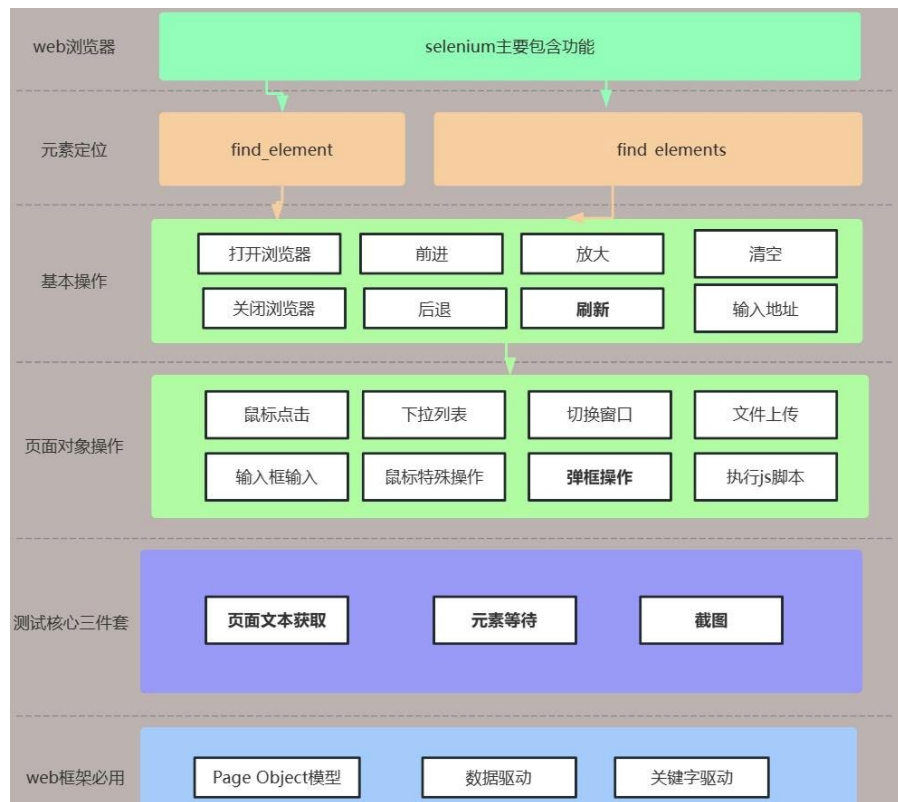 web浏览器
selenium主要包含功能
元素定位
find_element
find elements
基本操作
打开浏览器
前进
放大
清空
关闭浏览器
后退
刷新
输入地址
页面对象操作
鼠标点击
下拉列表
切换窗口
文件上传
输入框输入
鼠标特殊操作
弹框操作
执行js脚本
测试核心三件套
页面文本获取
元素等待
截图
web框架必用
Page Object模型
数据驱动
关键字驱动